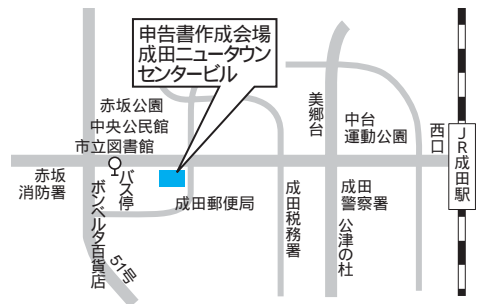 申告書作成会場
成田ニュータウン
センタービル
赤坂公園
中央公民館
市立図書館
美郷台
中台
運動公園
西口
JR成田駅
赤坂
消防署
バス停
ボンベルタ百貨店
51号
成田郵便局
成田税務署
成田
警察署
公津の杜